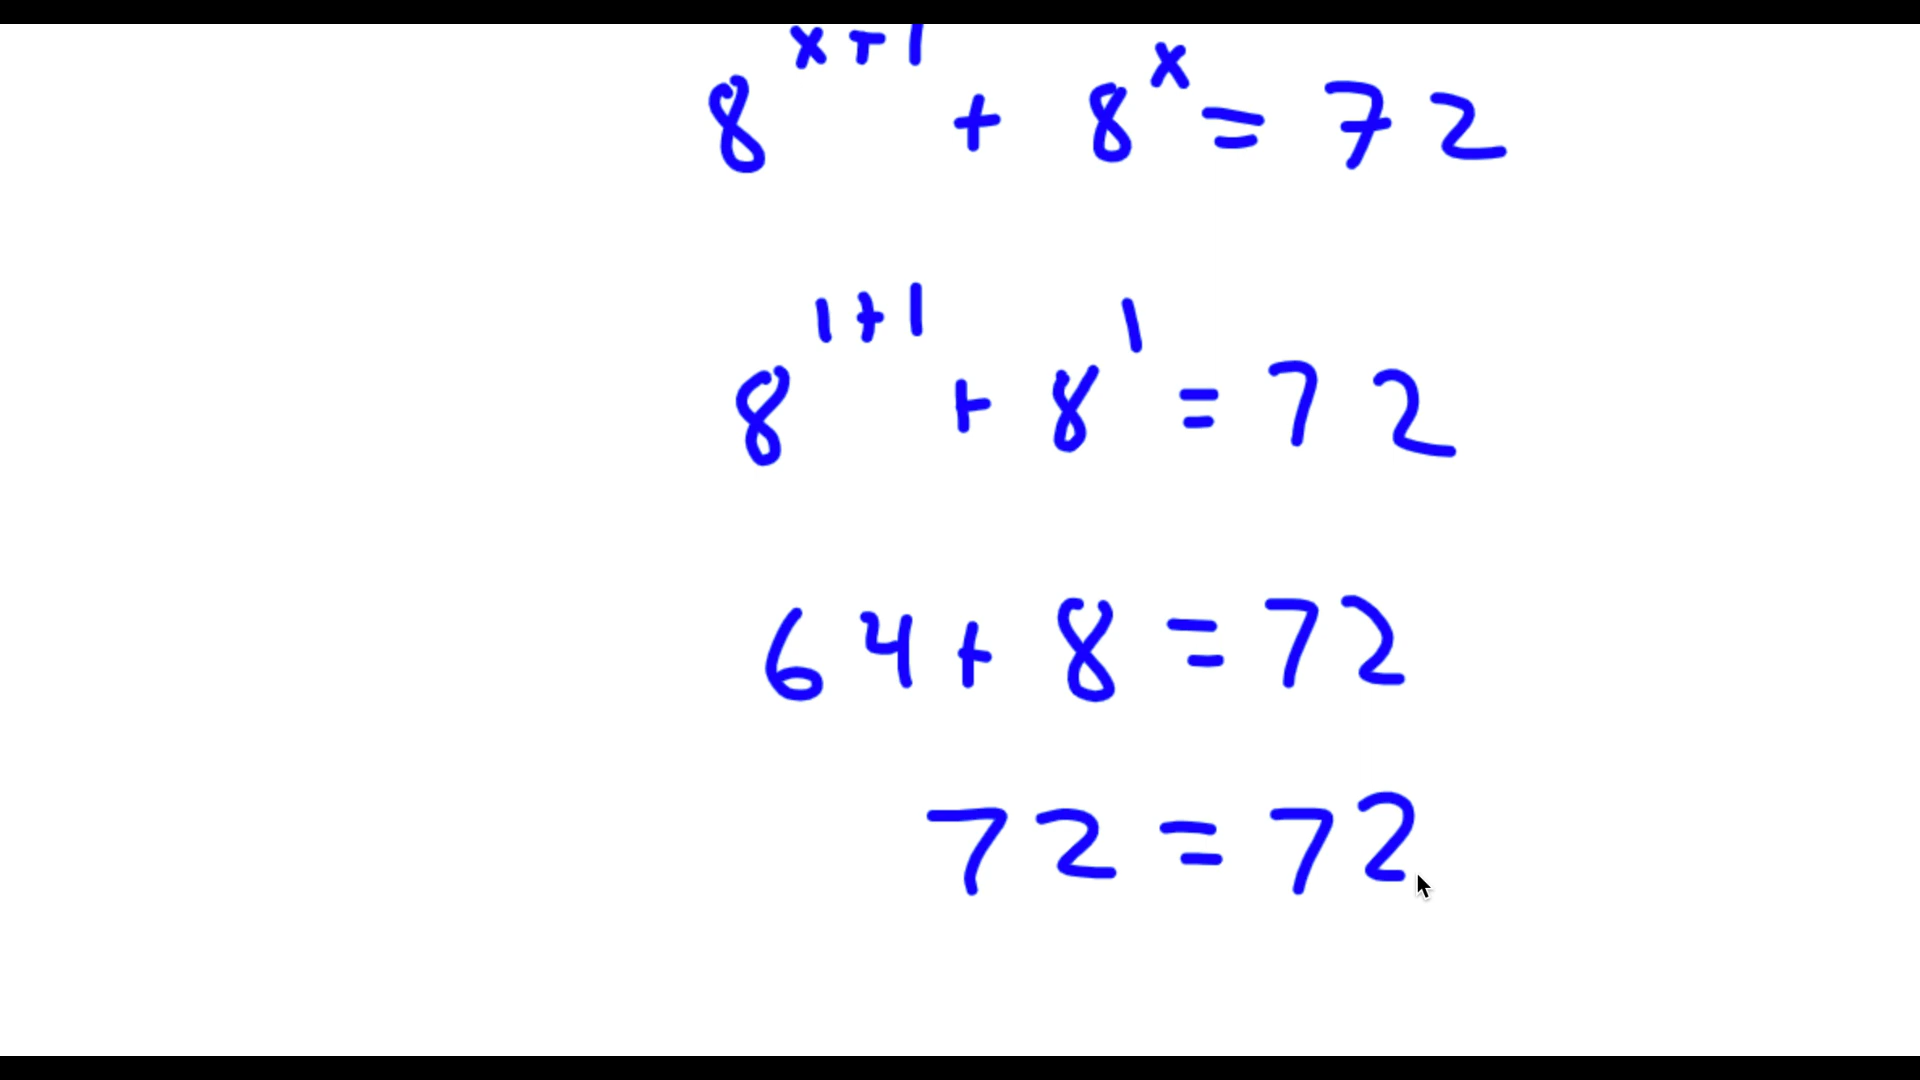 8^{x+1} + 8^x = 72
8^{1+1} + 8^1 = 72
64 + 8 = 72
72 = 72